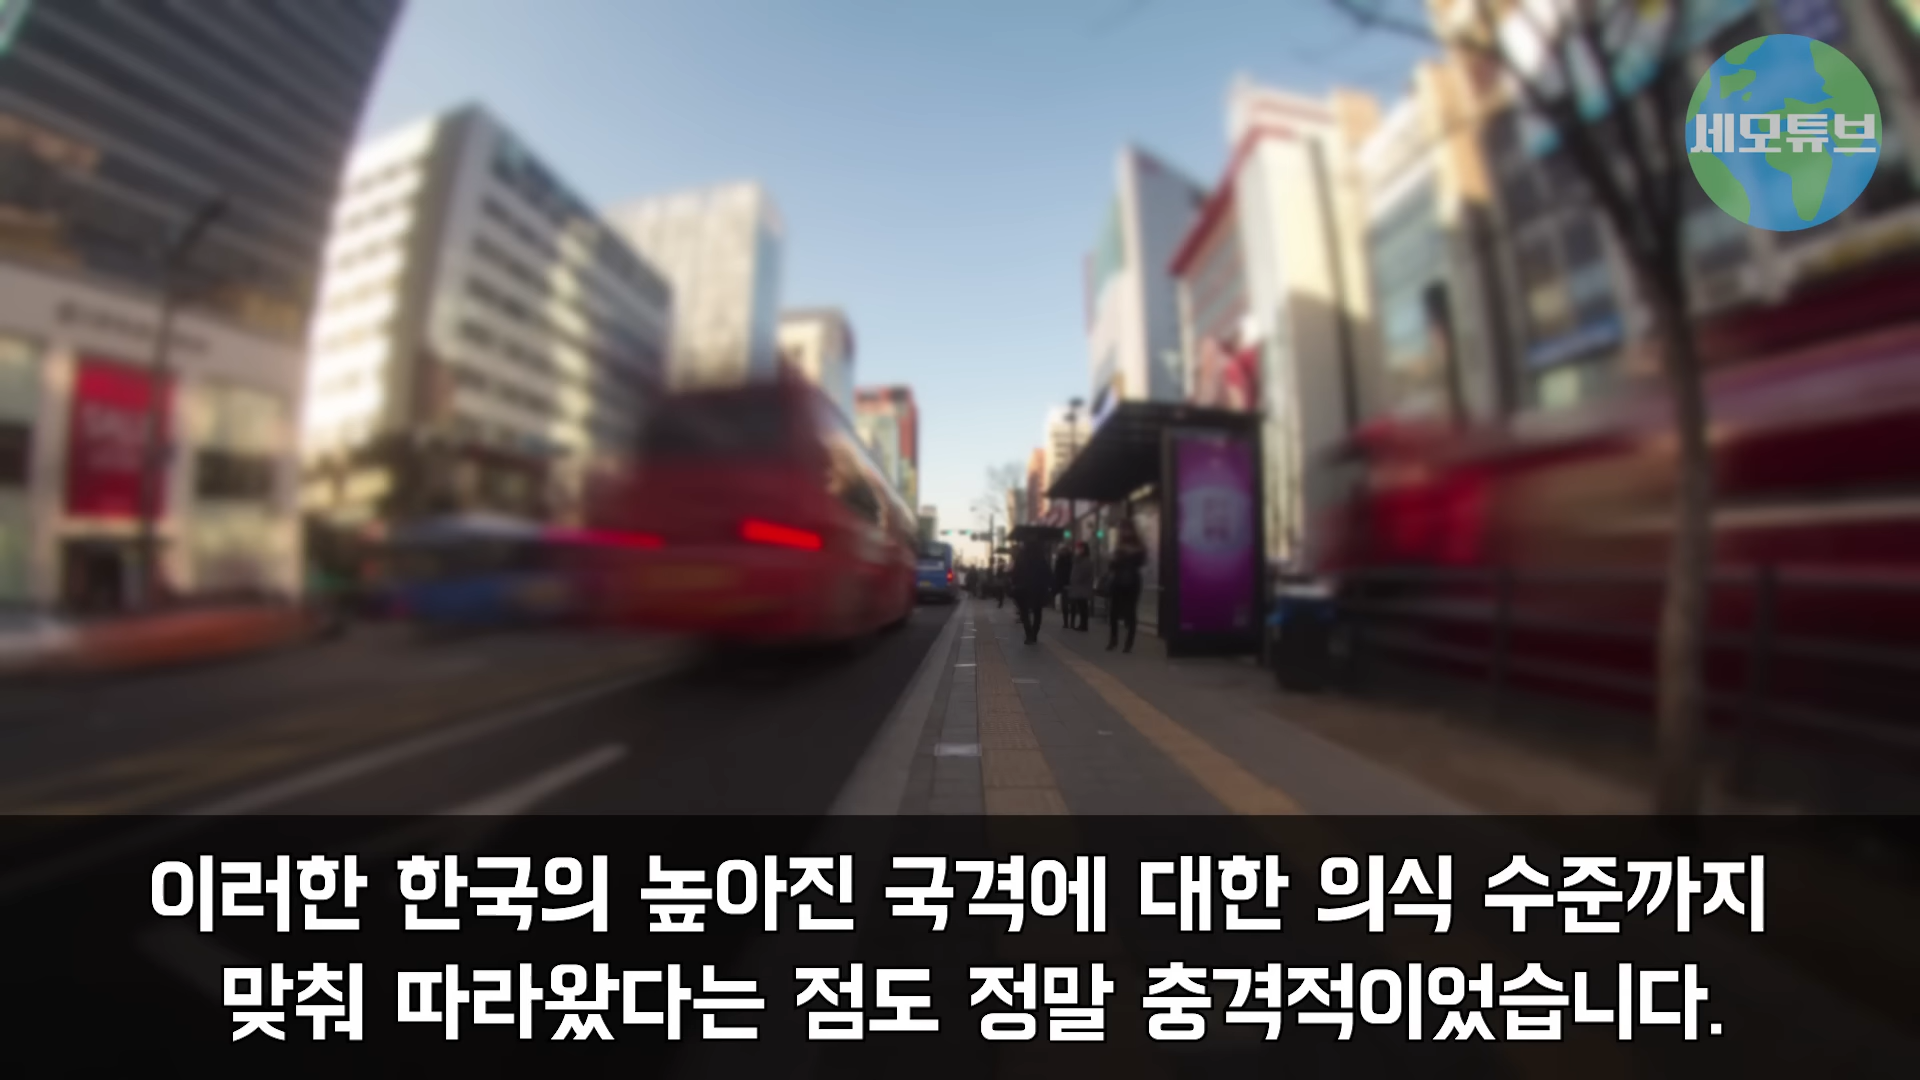 세모튜브
이러한 한국의 높아진 국격에 대한 의식 수준까지
맞춰 따라왔다는 점도 정말 충격적이었습니다.